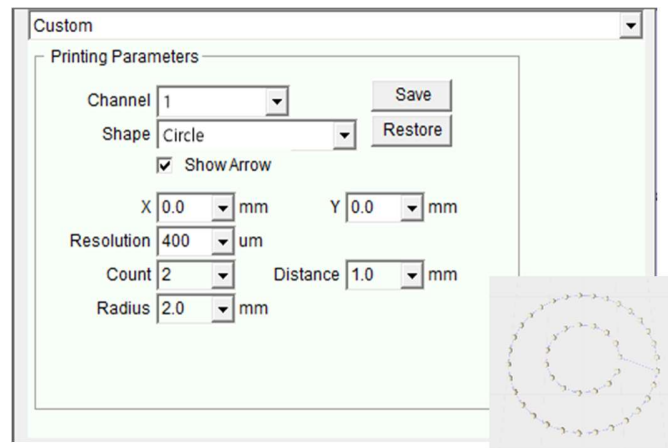 Custom
Printing Parameters
Channel 1 Save
Shape Circle Restore
Show Arrow
X 0.0 mm Y 0.0 mm
Resolution 400 um
Count 2 Distance 1.0 mm
Radius 2.0 mm